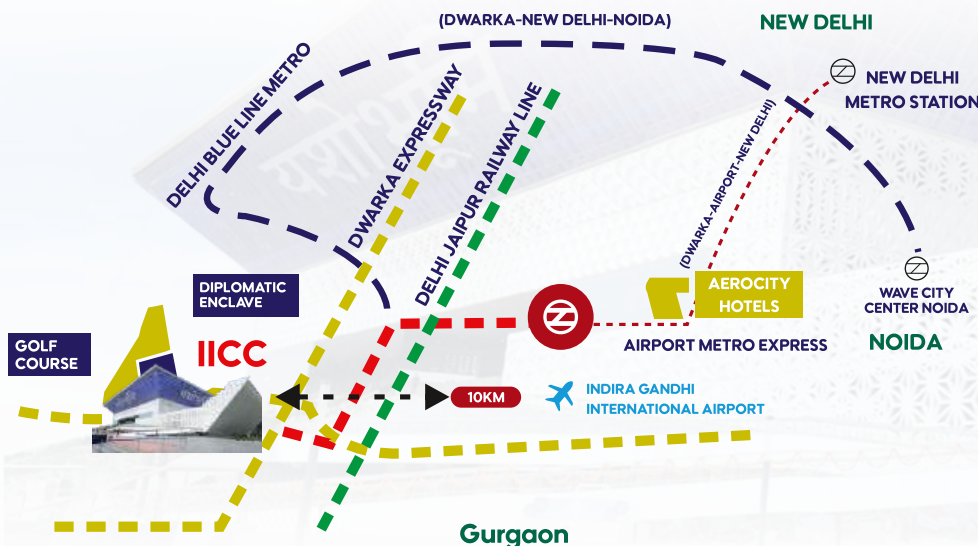 (DWARKA-NEW DELHI-NOIDA)
NEW DELHI
DELHI BLUE LINE METRO
DWARKA EXPRESSWAY
DELHI JAIPUR RAILWAY LINE
(DWARKA-AIRPORT-NEW DELHI)
NEW DELHI
METRO STATION
DIPLOMATIC
ENCLAVE
AEROCITY
HOTELS
WAVE CITY
CENTER NOIDA
NOIDA
GOLF
COURSE
IICC
AIRPORT METRO EXPRESS
10KM
INDIRA GANDHI
INTERNATIONAL AIRPORT
Gurgaon